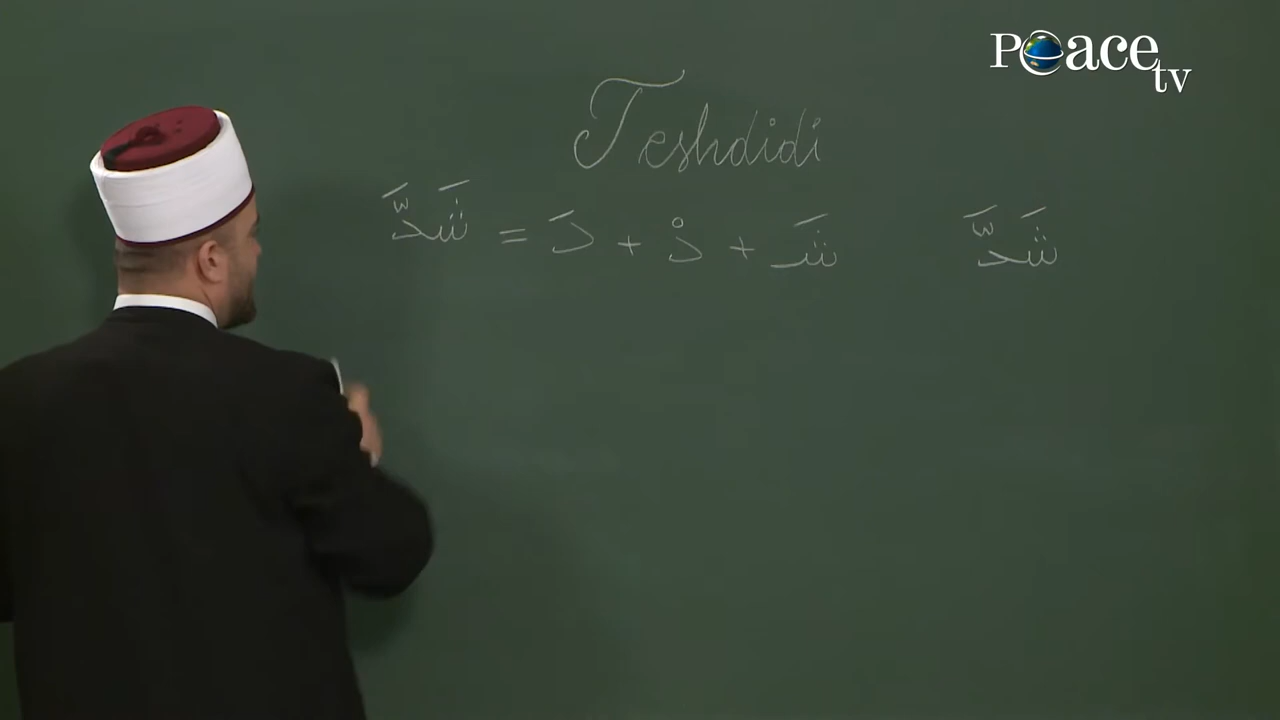 Peace tv
Teshdidi
شَدَّ شَـ + دْ + دَ = شَدَّ